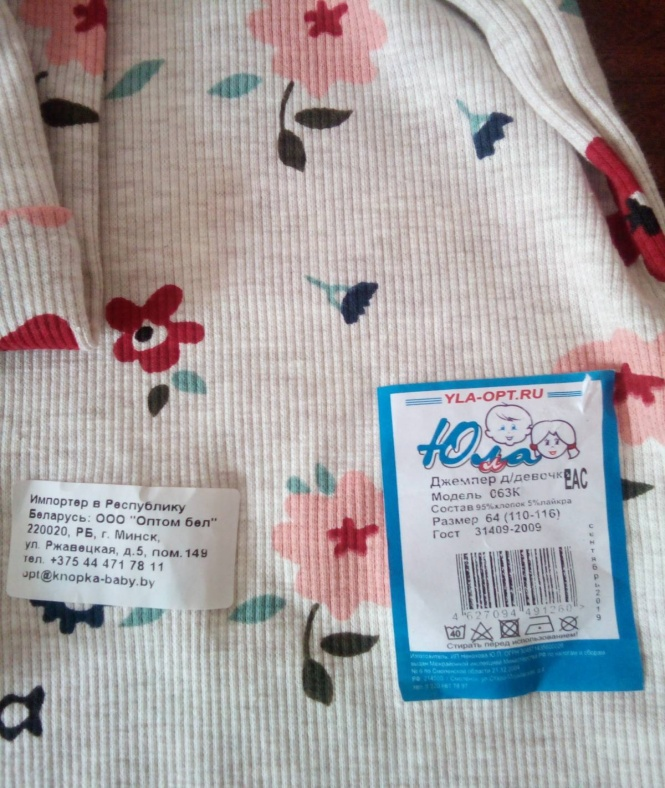 Импортер в Республику
Беларусь: ООО "Оптом бел"
220020, РБ, г. Минск,
ул. Ржавецкая, д.5, пом.149
тел. +375 44 471 78 11
opt@knopka-baby.by
YLA-OPT.RU
Юла
и
Джемпер д/девочк
EAC
Модель 063К
Состав 95%хлопок 5%лайкра
Размер 64 (110-116)
Гост 31409-2009
сентябрь2019
4 627094 491260
40
Стирать перед использованием!